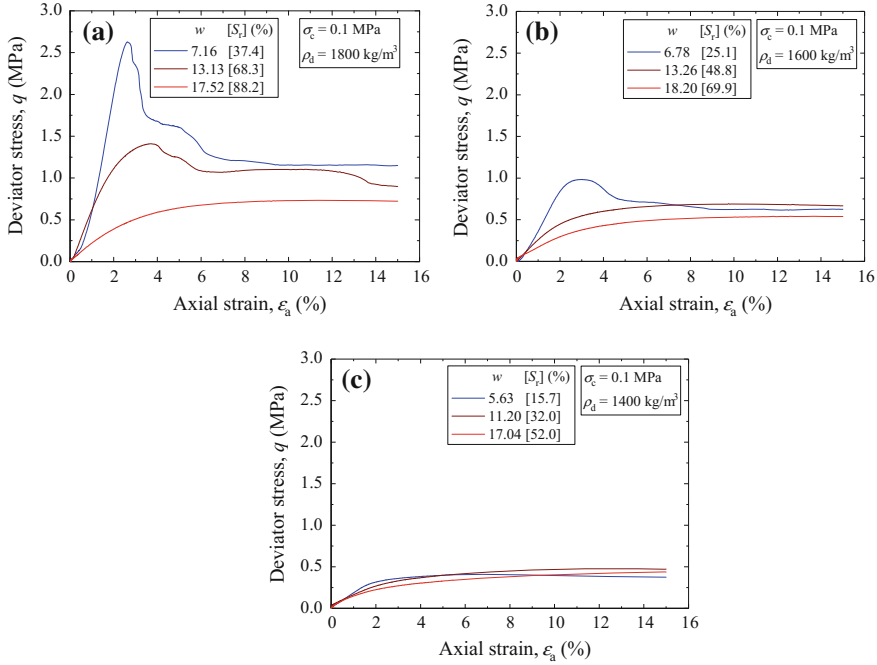 (a)
w [Sr] (%)
7.16 [37.4]
13.13 [68.3]
17.52 [88.2]
σc = 0.1 MPa
ρd = 1800 kg/m³
3.0
2.5
2.0
1.5
1.0
0.5
0.0
Deviator stress, q (MPa)
0 2 4 6 8 10 12 14 16
Axial strain, εa (%)
(b)
w [Sr] (%)
6.78 [25.1]
13.26 [48.8]
18.20 [69.9]
σc = 0.1 MPa
ρd = 1600 kg/m³
3.0
2.5
2.0
1.5
1.0
0.5
0.0
Deviator stress, q (MPa)
0 2 4 6 8 10 12 14 16
Axial strain, εa (%)
(c)
w [Sr] (%)
5.63 [15.7]
11.20 [32.0]
17.04 [52.0]
σc = 0.1 MPa
ρd = 1400 kg/m³
3.0
2.5
2.0
1.5
1.0
0.5
0.0
Deviator stress, q (MPa)
0 2 4 6 8 10 12 14 16
Axial strain, εa (%)